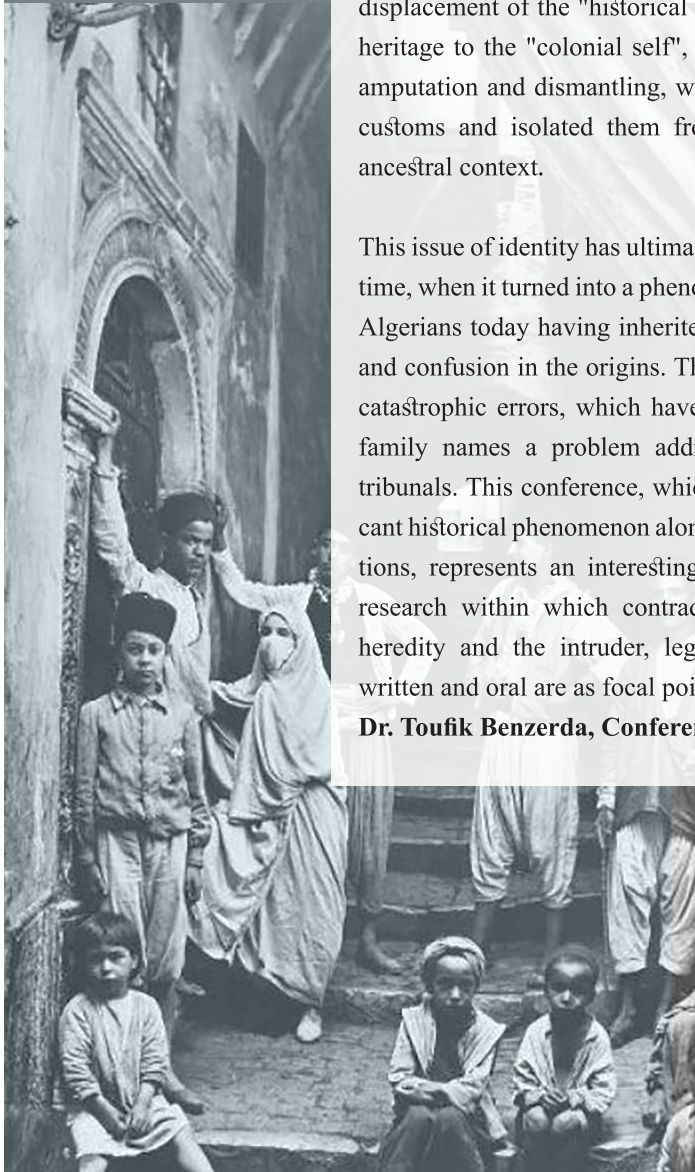 displacement of the "historical
heritage to the "colonial self",
amputation and dismantling, w
customs and isolated them fro
ancestral context.
This issue of identity has ultima
time, when it turned into a pheno
Algerians today having inherite
and confusion in the origins. Th
catastrophic errors, which have
family names a problem add
tribunals. This conference, whic
cant historical phenomenon alon
tions, represents an interesting
research within which contrad
heredity and the intruder, leg
written and oral are as focal poi
Dr. Toufik Benzerda, Conferen